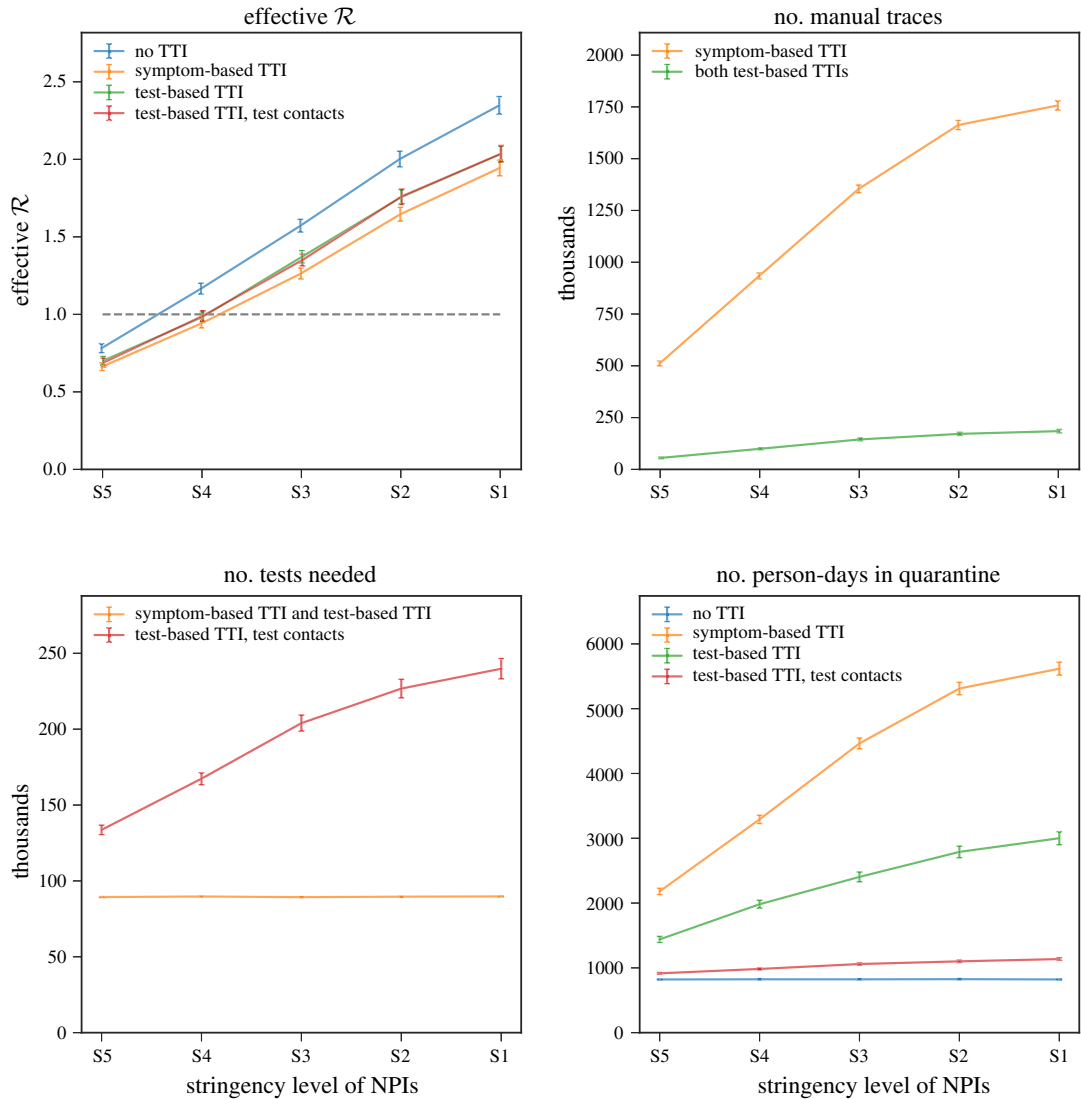 effective ℛ
no TTI
symptom-based TTI
test-based TTI
test-based TTI, test contacts
effective ℛ
2.5
2.0
1.5
1.0
0.5
0.0
S5 S4 S3 S2 S1
no. manual traces
symptom-based TTI
both test-based TTIs
thousands
2000
1750
1500
1250
1000
750
500
250
0
S5 S4 S3 S2 S1
no. tests needed
symptom-based TTI and test-based TTI
test-based TTI, test contacts
thousands
250
200
150
100
50
0
S5 S4 S3 S2 S1
stringency level of NPIs
no. person-days in quarantine
no TTI
symptom-based TTI
test-based TTI
test-based TTI, test contacts
6000
5000
4000
3000
2000
1000
0
S5 S4 S3 S2 S1
stringency level of NPIs